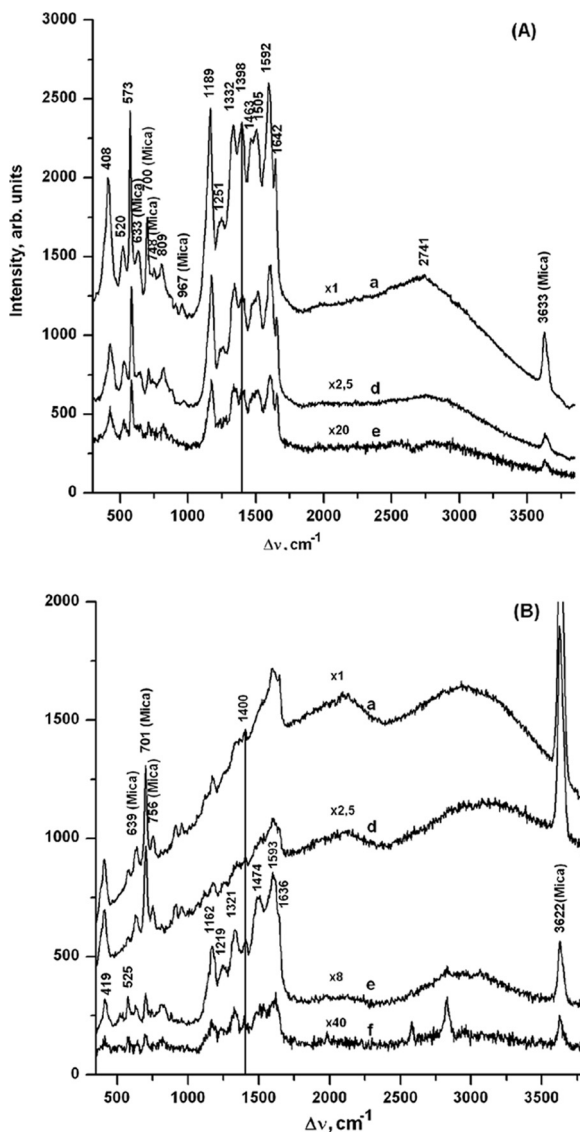 (A)
3000
2500
2000
1500
1000
500
0
Intensity, arb. units
408
520
573
633 (Mica)
700 (Mica)
748 (Mica)
809
967 (Mica)
1189
1251
1332
1398
1463
1505
1592
1642
2741
3633 (Mica)
x1
a
x2,5
d
x20
e
500 1000 1500 2000 2500 3000 3500
Δν, cm-1
(B)
2000
1500
1000
500
0
639 (Mica)
701 (Mica)
756 (Mica)
1400
x1
a
x2,5
d
419
525
1162
1219
1321
1474
1593
1636
3622(Mica)
x8
e
x40
f
500 1000 1500 2000 2500 3000 3500
Δν, cm-1